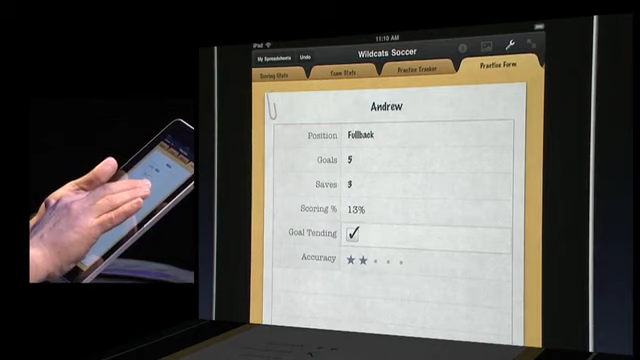 iPad
11:10 AM
My Spreadsheets Undo Wildcats Soccer
Scoring Stats Team Stats Practice Tracker Practice Form
Andrew
Position Fullback
Goals 5
Saves 3
Scoring % 13%
Goal Tending ✓
Accuracy